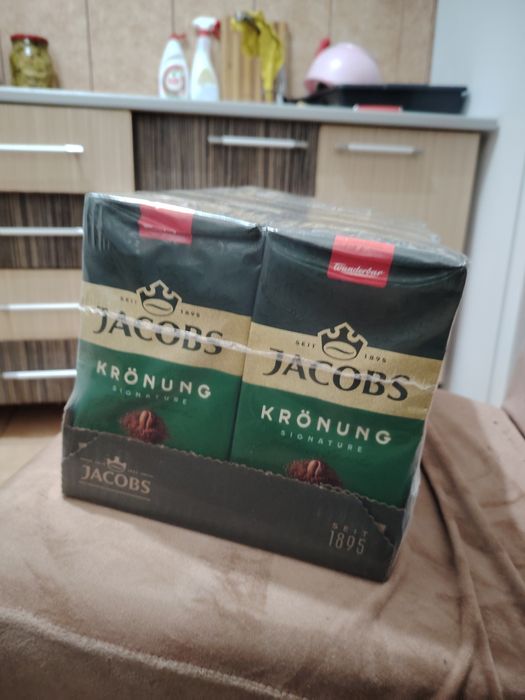 Wunderbar
SEIT 1895
JACOBS
KRÖNUNG
SIGNATURE
SEIT 1895
JACOBS
KRÖNUNG
SIGNATURE
JACOBS
SEIT
1895